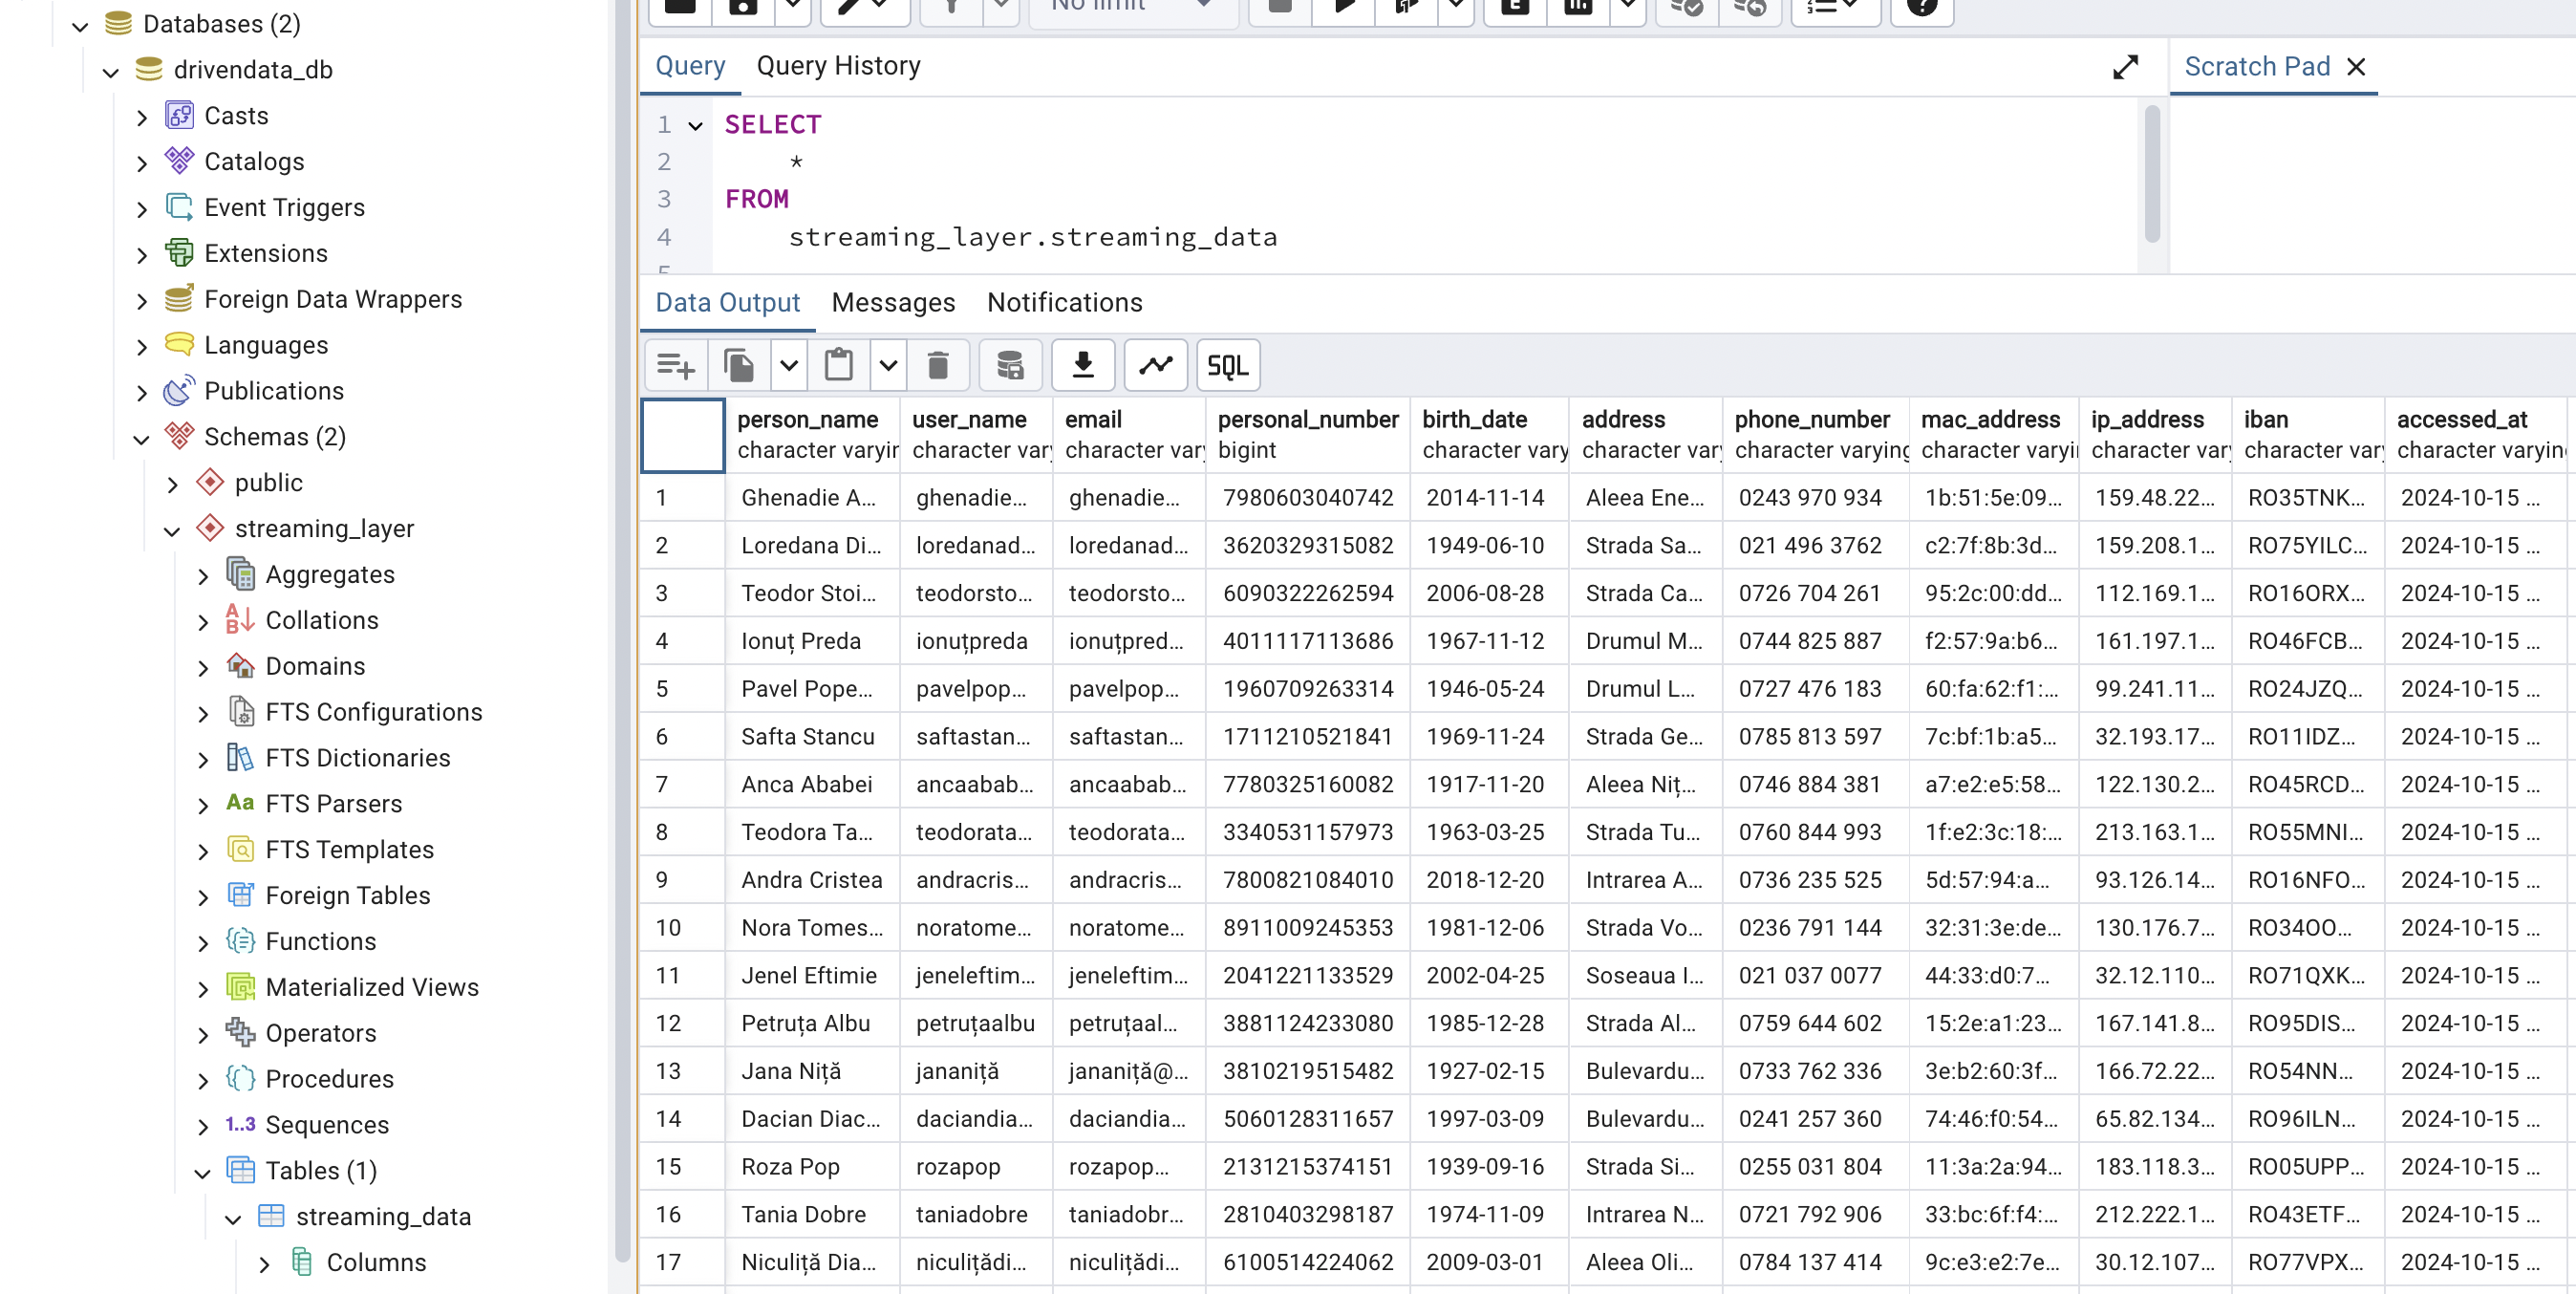 Databases (2)
drivendata_db
Casts
Catalogs
Event Triggers
Extensions
Foreign Data Wrappers
Languages
Publications
Schemas (2)
public
streaming_layer
Aggregates
Collations
Domains
FTS Configurations
FTS Dictionaries
Aa FTS Parsers
FTS Templates
Foreign Tables
Functions
Materialized Views
Operators
Procedures
1..3 Sequences
Tables (1)
streaming_data
Columns
No limit
Query Query History Scratch Pad
1 SELECT
2 *
3 FROM
4 streaming_layer.streaming_data
5
Data Output Messages Notifications
SQL
person_name user_name email personal_number birth_date address phone_number mac_address ip_address iban accessed_at
character varyin character vary character vary bigint character vary character vary character varying character varyi character vary character vary character varying
1 Ghenadie A... ghenadie... ghenadie... 7980603040742 2014-11-14 Aleea Ene... 0243 970 934 1b:51:5e:09... 159.48.22... RO35TNK... 2024-10-15 ...
2 Loredana Di... loredanad... loredanad... 3620329315082 1949-06-10 Strada Sa... 021 496 3762 c2:7f:8b:3d... 159.208.1... RO75YILC... 2024-10-15 ...
3 Teodor Stoi... teodorsto... teodorsto... 6090322262594 2006-08-28 Strada Ca... 0726 704 261 95:2c:00:dd... 112.169.1... RO16ORX... 2024-10-15 ...
4 Ionuț Preda ionuțpreda ionuțpred... 4011117113686 1967-11-12 Drumul M... 0744 825 887 f2:57:9a:b6... 161.197.1... RO46FCB... 2024-10-15 ...
5 Pavel Pope... pavelpop... pavelpop... 1960709263314 1946-05-24 Drumul L... 0727 476 183 60:fa:62:f1:... 99.241.11... RO24JZQ... 2024-10-15 ...
6 Safta Stancu saftastan... saftastan... 1711210521841 1969-11-24 Strada Ge... 0785 813 597 7c:bf:1b:a5... 32.193.17... RO11IDZ... 2024-10-15 ...
7 Anca Ababei ancaabab... ancaabab... 7780325160082 1917-11-20 Aleea Niț... 0746 884 381 a7:e2:e5:58... 122.130.2... RO45RCD... 2024-10-15 ...
8 Teodora Ta... teodorata... teodorata... 3340531157973 1963-03-25 Strada Tu... 0760 844 993 1f:e2:3c:18:... 213.163.1... RO55MNI... 2024-10-15 ...
9 Andra Cristea andracris... andracris... 7800821084010 2018-12-20 Intrarea A... 0736 235 525 5d:57:94:a... 93.126.14... RO16NFO... 2024-10-15 ...
10 Nora Tomes... noratome... noratome... 8911009245353 1981-12-06 Strada Vo... 0236 791 144 32:31:3e:de... 130.176.7... RO34OO... 2024-10-15 ...
11 Jenel Eftimie jeneleftim... jeneleftim... 2041221133529 2002-04-25 Soseaua I... 021 037 0077 44:33:d0:7... 32.12.110... RO71QXK... 2024-10-15 ...
12 Petruța Albu petruțaalbu petruțaal... 3881124233080 1985-12-28 Strada Al... 0759 644 602 15:2e:a1:23... 167.141.8... RO95DIS... 2024-10-15 ...
13 Jana Niță jananiță jananiță@... 3810219515482 1927-02-15 Bulevardu... 0733 762 336 3e:b2:60:3f... 166.72.22... RO54NN... 2024-10-15 ...
14 Dacian Diac... daciandia... daciandia... 5060128311657 1997-03-09 Bulevardu... 0241 257 360 74:46:f0:54... 65.82.134... RO96ILN... 2024-10-15 ...
15 Roza Pop rozapop rozapop... 2131215374151 1939-09-16 Strada Si... 0255 031 804 11:3a:2a:94... 183.118.3... RO05UPP... 2024-10-15 ...
16 Tania Dobre taniadobre taniadobr... 2810403298187 1974-11-09 Intrarea N... 0721 792 906 33:bc:6f:f4:... 212.222.1... RO43ETF... 2024-10-15 ...
17 Niculiță Dia... niculițădi... niculițădi... 6100514224062 2009-03-01 Aleea Oli... 0784 137 414 9c:e3:e2:7e... 30.12.107... RO77VPX... 2024-10-15 ...